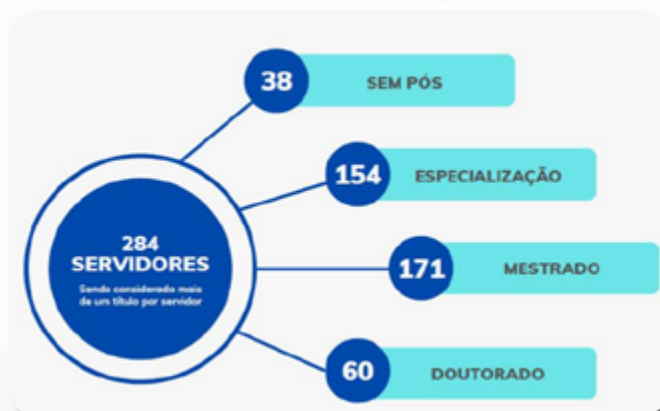 38
SEM PÓS
154
ESPECIALIZAÇÃO
284
SERVIDORES
Sendo considerado mais
de um título por servidor
171
MESTRADO
60
DOUTORADO